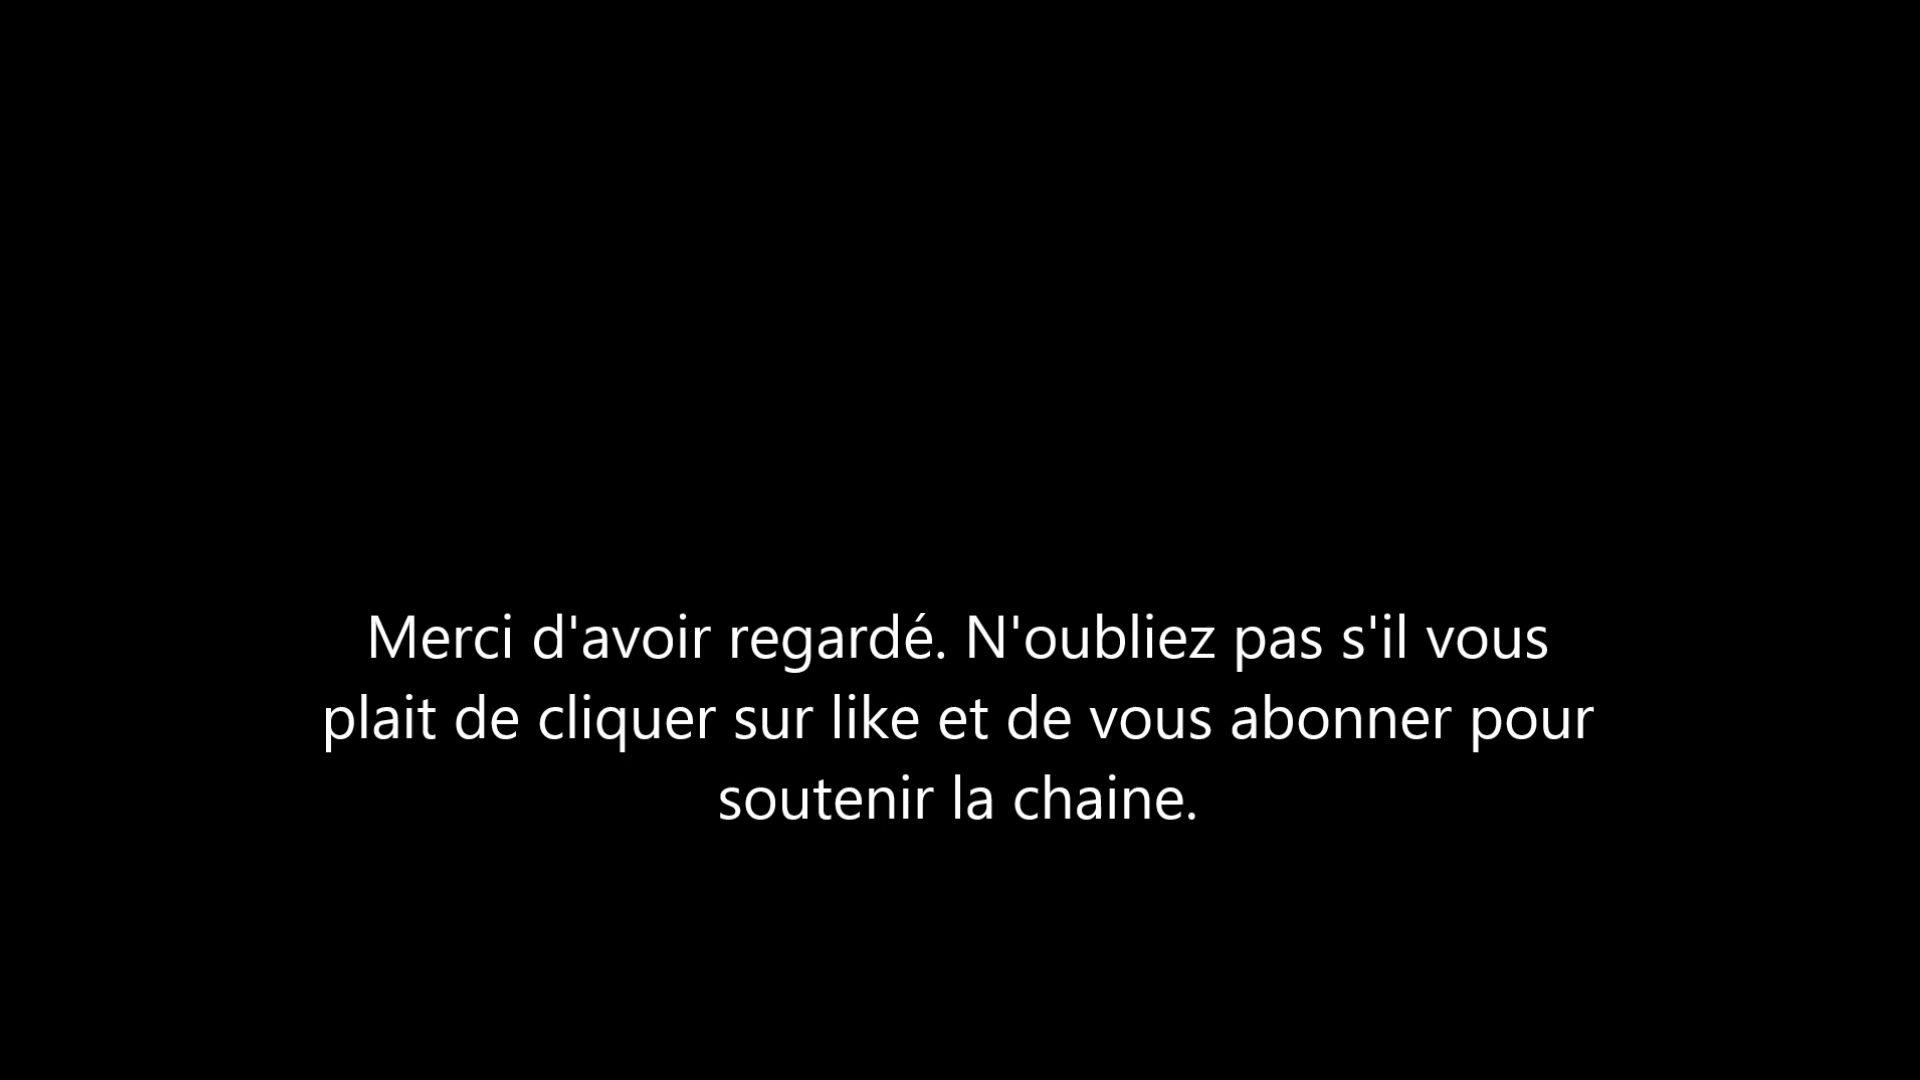 Merci d'avoir regardé. N'oubliez pas s'il vous
plait de cliquer sur like et de vous abonner pour
soutenir la chaine.